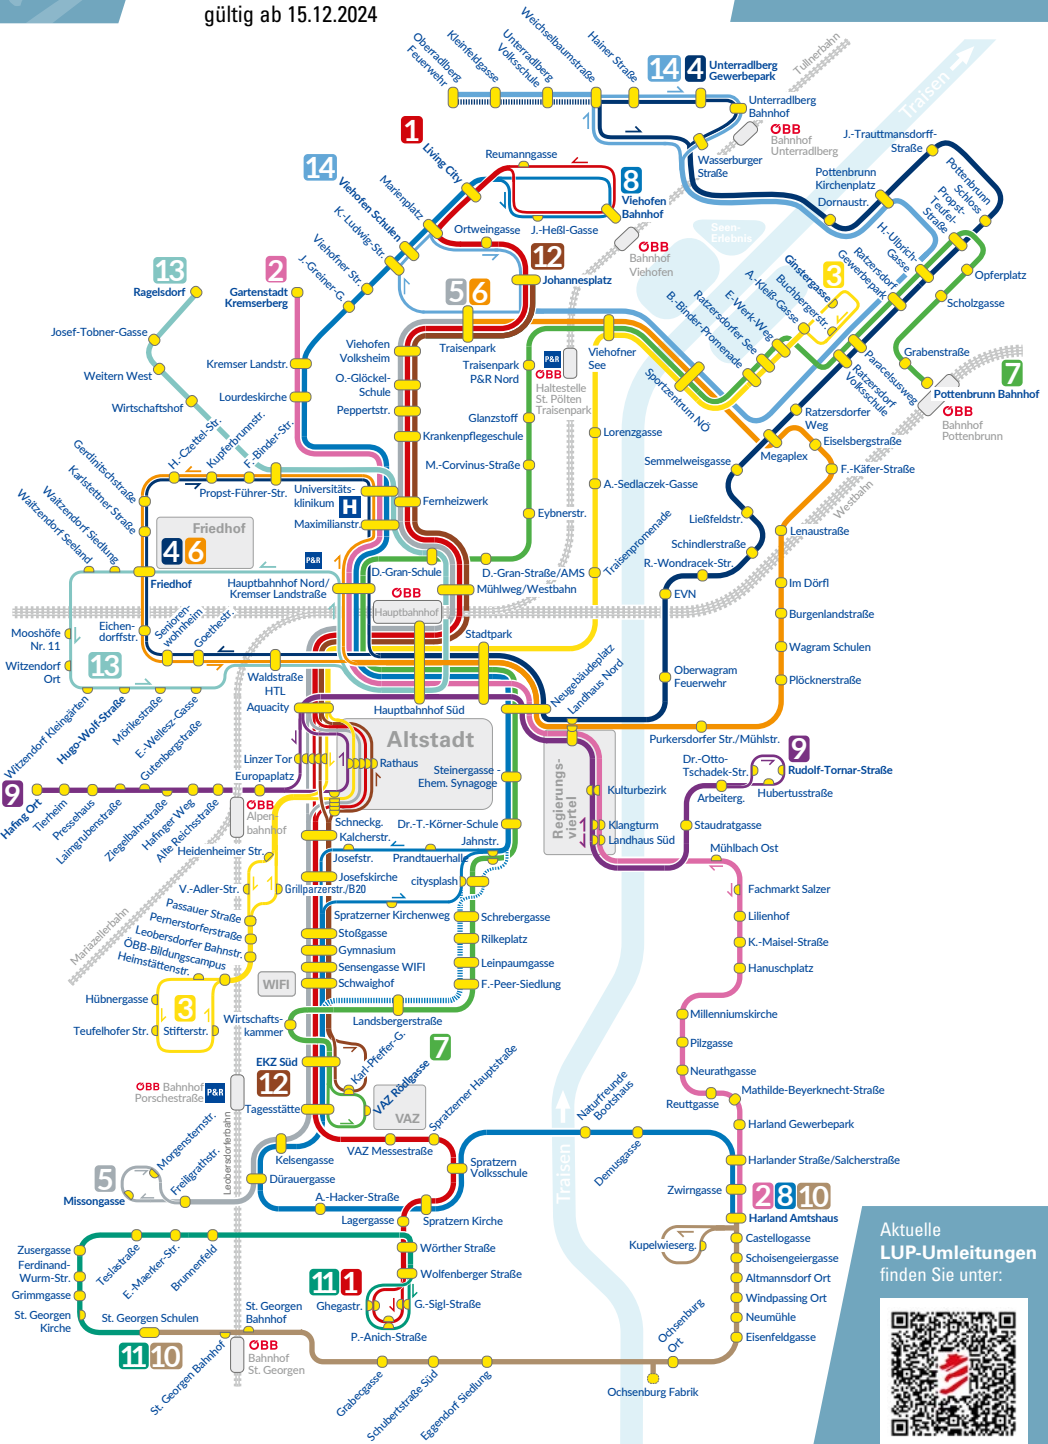 gültig ab 15.12.2024
Oberradlberg
Feuerwehr
Kleinfeldgasse
Unterradlberg
Volksschule
Weichselbaumstraße
Hainer Straße
14 4
Unterradlberg
Gewerbepark
Tullnerbahn
Unterradlberg
Bahnhof
ÖBB
Bahnhof
Unterradlberg
Traisen
Wasserburger
Straße
J.-Trauttmansdorff-
Straße
Pottenbrunn
Schloss
Pottenbrunn
Kirchenplatz
Dornaustr.
Propst-
Teufel-
Straße
H.-Ulbrich-
Gasse
Opferplatz
Scholzgasse
Grabenstraße
7
Pottenbrunn Bahnhof
ÖBB
Bahnhof
Pottenbrunn
1
Living City
Reumanngasse
8
Viehofen
Bahnhof
J.-Heßl-Gasse
ÖBB
Bahnhof
Viehofen
14
Viehofen Schulen
Marienplatz
K.-Ludwig-Str.
Viehofner Str.
J.-Greiner-G.
Ortweingasse
12
Johannesplatz
5 6
Traisenpark
Seen-
Erlebnis
Ratzersdorf
Gewerbepark
3
Ginstergasse
Buchbergerstr.
A.-Kleiß-Gasse
E.-Werk-Weg
Ratzersdorfer See
B.-Binder-Promenade
Paracelsusweg
Ratzersdorf
Volksschule
Ratzersdorfer
Weg
13
Ragelsdorf
Josef-Tobner-Gasse
Weitern West
Wirtschaftshof
2
Gartenstadt
Kremserberg
Kremser Landstr.
Lourdeskirche
Viehofen
Volksheim
O.-Glöckel-
Schule
Peppertstr.
Krankenpflegeschule
Fernheizwerk
Traisenpark
P&R Nord
P&R
ÖBB
Haltestelle
St. Pölten
Traisenpark
Glanzstoff
M.-Corvinus-Straße
Eybnerstr.
Viehofner
See
Sportzentrum NÖ
Lorenzgasse
A.-Sedlaczek-Gasse
Traisenpromenade
Megaplex
Eiselsbergstraße
F.-Käfer-Straße
Westbahn
Semmelweisgasse
Ließfeldstr.
Schindlerstraße
R.-Wondracek-Str.
EVN
Oberwagram
Feuerwehr
Lenaustraße
Im Dörfl
Burgenlandstraße
Wagram Schulen
Plöcknerstraße
Purkersdorfer Str./Mühlstr.
H.-Czettel-Str.
Kupferbrunnstr.
F.-Binder-Str.
Propst-Führer-Str.
Universitäts-
klinikum
H
Maximilianstr.
Gerdinitschstraße
Karlstettner Straße
Waitzendorf Siedlung
Waitzendorf Seeland
Friedhof
4 6
Friedhof
P&R
Hauptbahnhof Nord/
Kremser Landstraße
D.-Gran-Schule
D.-Gran-Straße/AMS
Mühlweg/Westbahn
ÖBB
Hauptbahnhof
Stadtpark
Hauptbahnhof Süd
Neugebäudeplatz
Landhaus Nord
Mooshöfe
Nr. 11
Witzendorf
Ort
13
Eichen-
dorffstr.
Senioren-
wohnheim
Goethestr.
Waldstraße
HTL
Witzendorf Kleingärten
Hugo-Wolf-Straße
Mörikestraße
E.-Wellesz-Gasse
Gutenbergstraße
Aquacity
Altstadt
Linzer Tor
Rathaus
Europaplatz
Schneckg.
Steinergasse -
Ehem. Synagoge
Dr.-T.-Körner-Schule
Regierungs-
viertel
Kulturbezirk
Klangturm
Landhaus Süd
Dr.-Otto-
Tschadek-Str.
9
Rudolf-Tornar-Straße
Hubertusstraße
Arbeiterg.
Staudratgasse
9
Hafing Ort
Tierheim
Pressehaus
Laimgrubenstraße
Ziegelbahnstraße
Hafinger Weg
Alte Reichsstraße
ÖBB
Alpen-
bahnhof
Heidenheimer Str.
V.-Adler-Str.
Grillparzerstr./B20
Passauer Straße
Pernerstorferstraße
Leobersdorfer Bahnstr.
ÖBB-Bildungscampus
Heimstättenstr.
Mariazellerbahn
Hübnergasse
3
Teufelhofer Str.
Stifterstr.
Kalcherstr.
Josefstr.
Prandtauerhalle
Jahnstr.
Josefskirche
citysplash
Spratzerner Kirchenweg
Stoßgasse
Gymnasium
Sensengasse WIFI
Schwaighof
WIFI
Schrebergasse
Rilkeplatz
Leinpaumgasse
F.-Peer-Siedlung
Landsbergerstraße
Wirtschafts-
kammer
EKZ Süd
12
Tagesstätte
Karl-Pfeffer-G.
7
VAZ Rödlgasse
VAZ
Spratzerner Hauptstraße
VAZ Messestraße
ÖBB Bahnhof
Porschestraße
P&R
Leobersdorferbahn
Morgensternstr.
5
Missongasse
Freiligrathstr.
Kelsengasse
Dürauergasse
A.-Hacker-Straße
Lagergasse
Spratzern Kirche
Spratzern
Volksschule
Naturfreunde
Bootshaus
Demusgasse
Traisen
Mühlbach Ost
Fachmarkt Salzer
Lilienhof
K.-Maisel-Straße
Hanuschplatz
Millenniumskirche
Pilzgasse
Neurathgasse
Mathilde-Beyerknecht-Straße
Reuttgasse
Harland Gewerbepark
Harlander Straße/Salcherstraße
Zwirngasse
2 8 10
Harland Amtshaus
Kupelwieserg.
Castellogasse
Schoisengeiergasse
Altmannsdorf Ort
Windpassing Ort
Neumühle
Eisenfeldgasse
Ochsenburg
Ort
Ochsenburg Fabrik
Wörther Straße
Wolfenberger Straße
11 1
Ghegastr.
G.-Sigl-Straße
P.-Anich-Straße
Zusergasse
Ferdinand-
Wurm-Str.
Grimmgasse
St. Georgen
Kirche
Teslastraße
E.-Maerker-Str.
Brunnenfeld
St. Georgen Schulen
11 10
St. Georgen
Bahnhof
St. Georgen Bahnhof
ÖBB
Bahnhof
St. Georgen
Grabecgasse
Schubertstraße Süd
Eggendorf Siedlung
Aktuelle
LUP-Umleitungen
finden Sie unter: